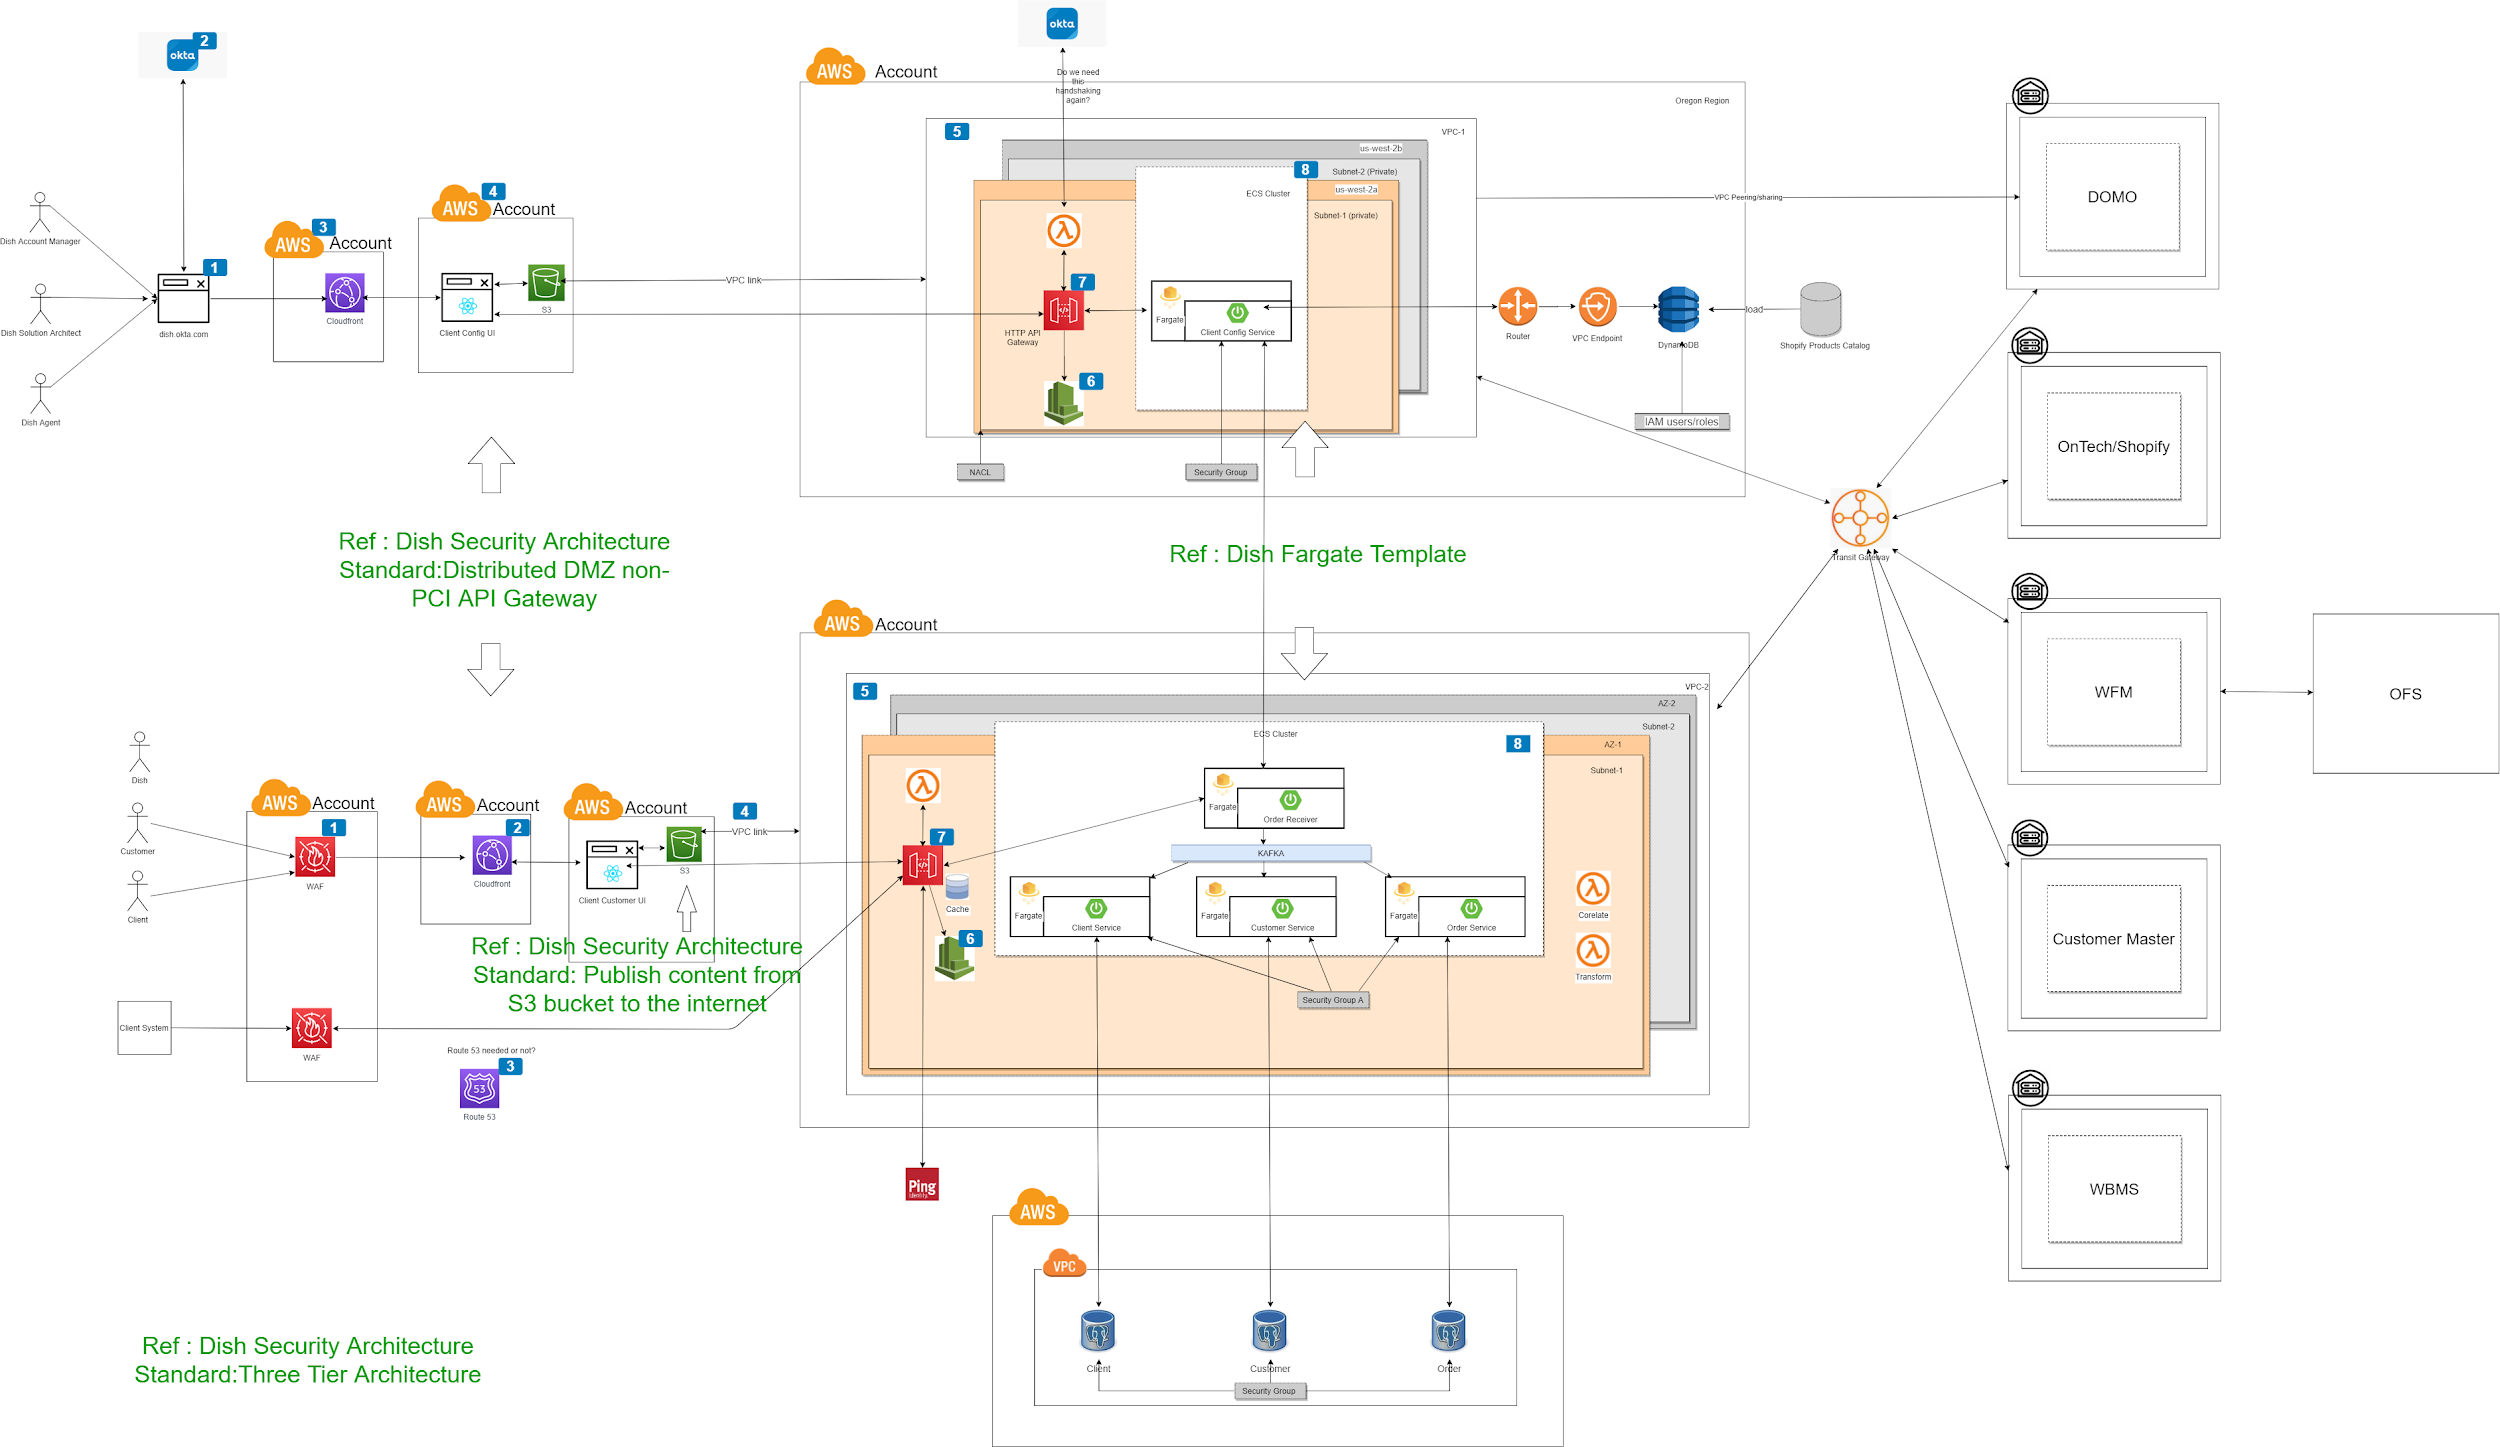 okta
2
okta
Do we need
this
handshaking
again?
AWS
Account
Oregon Region
5
VPC-1
us-west-2b
Subnet-2 (Private)
8
us-west-2a
ECS Cluster
Subnet-1 (private)
Dish Account Manager
Dish Solution Architect
Dish Agent
1
dish.okta.com
AWS
3
Account
Cloudfront
AWS
4
Account
Client Config UI
S3
VPC link
7
HTTP API
Gateway
6
Fargate
Client Config Service
Router
VPC Endpoint
DynamoDB
load
Shopify Products Catalog
IAM users/roles
NACL
Security Group
VPC Peering/sharing
DOMO
OnTech/Shopify
Transit Gateway
WFM
OFS
Customer Master
WBMS
Ref : Dish Security Architecture
Standard:Distributed DMZ non-
PCI API Gateway
Ref : Dish Fargate Template
AWS
Account
5
VPC-2
AZ-2
Subnet-2
AZ-1
Subnet-1
ECS Cluster
8
Dish
Customer
Client
Client System
AWS
Account
1
WAF
WAF
AWS
Account
2
Cloudfront
AWS
Account
Client Customer UI
S3
4
VPC link
7
Cache
6
Fargate
Order Receiver
KAFKA
Fargate
Client Service
Fargate
Customer Service
Fargate
Order Service
Corelate
Transform
Security Group A
Ref : Dish Security Architecture
Standard: Publish content from
S3 bucket to the internet
Route 53 needed or not?
3
53
Route 53
Ping
Identity
AWS
VPC
Client
Customer
Order
Security Group
Ref : Dish Security Architecture
Standard:Three Tier Architecture